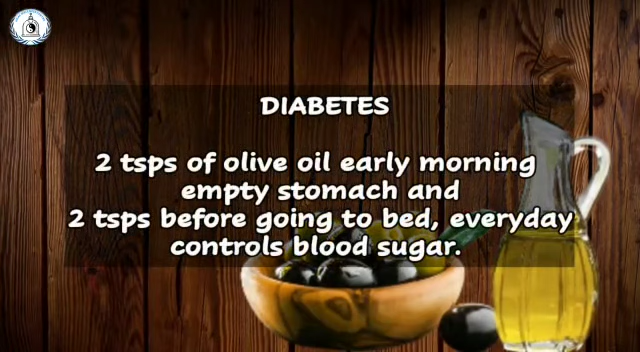 DIABETES
2 tsps of olive oil early morning
empty stomach and
2 tsps before going to bed, everyday
controls blood sugar.